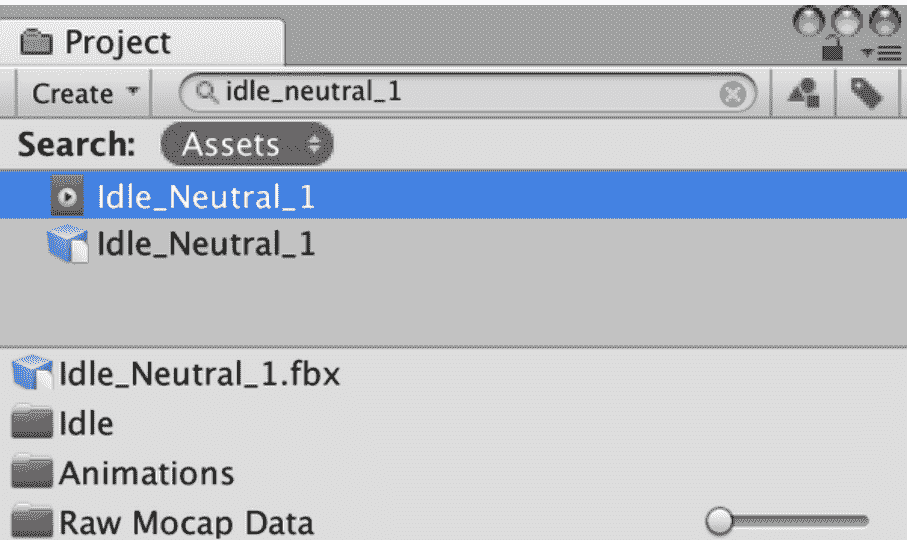 Project
Create
idle_neutral_1
Search: Assets
Idle_Neutral_1
Idle_Neutral_1
Idle_Neutral_1.fbx
Idle
Animations
Raw Mocap Data